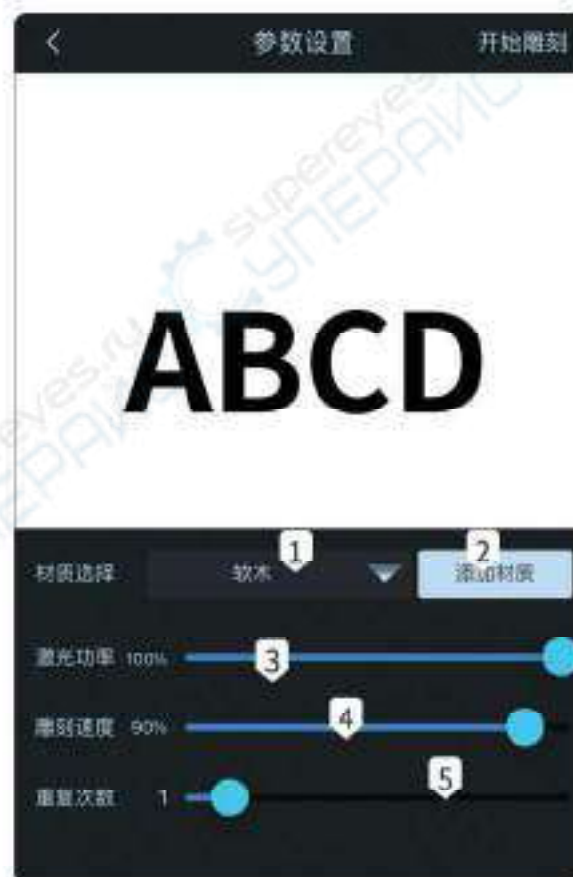 参数设置 开始雕刻
supereyes
СУПЕРАЙС
ABCD
1 2
材质选择 软木 添加材质
激光功率 100% 3
雕刻速度 90% 4
重复次数 1 5